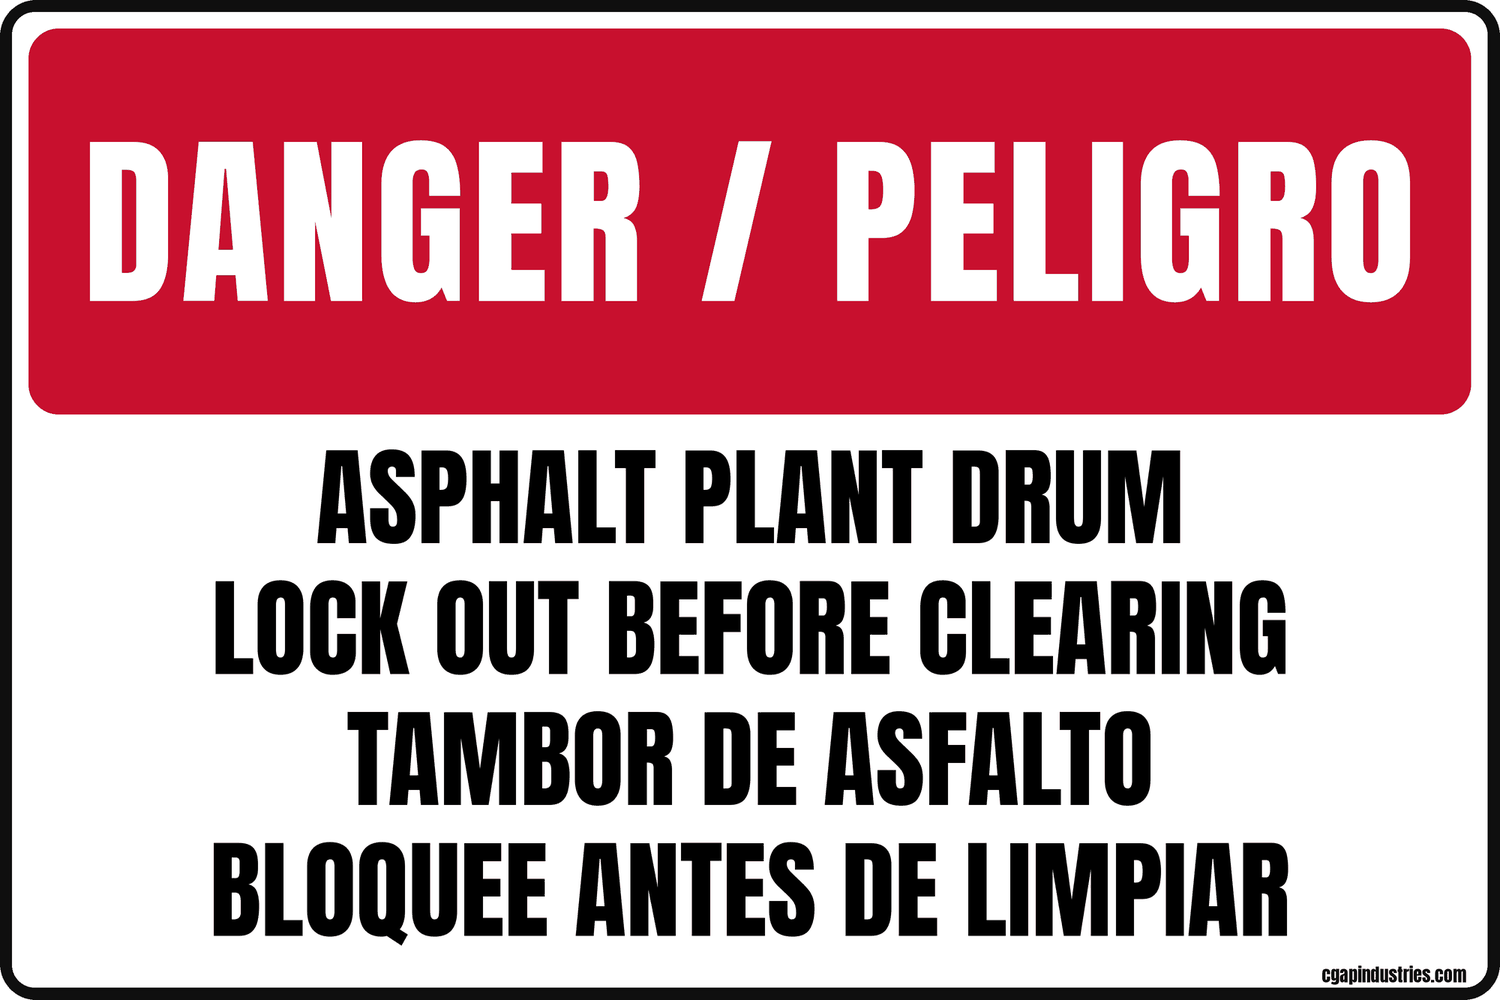 DANGER / PELIGRO
ASPHALT PLANT DRUM
LOCK OUT BEFORE CLEARING
TAMBOR DE ASFALTO
BLOQUEE ANTES DE LIMPIAR
cgapindustries.com